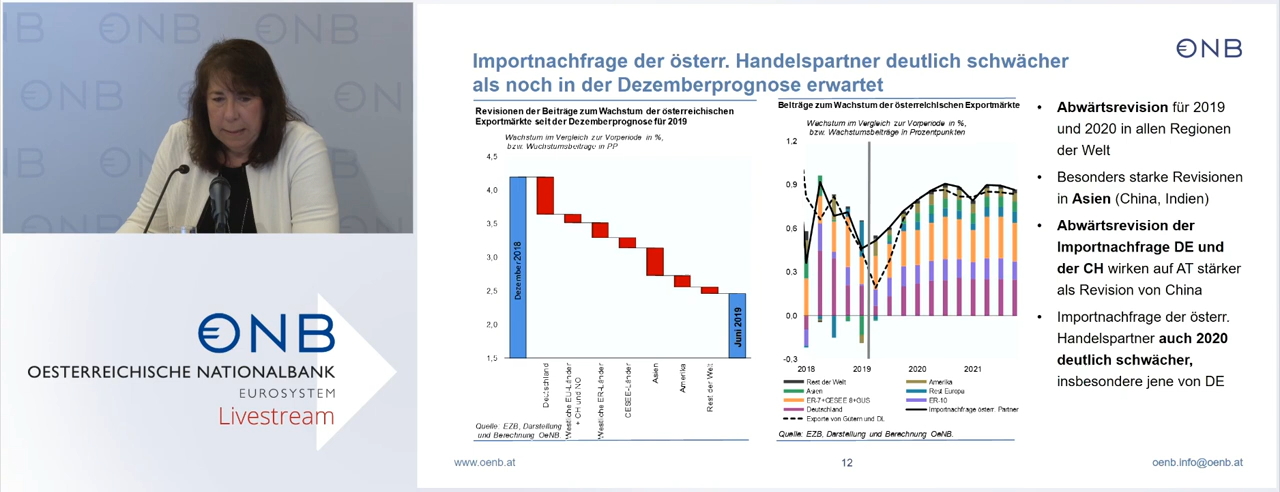 €NB
OESTERREICHISCHE NATIONALBANK
EUROSYSTEM
Livestream
€NB
Importnachfrage der österr. Handelspartner deutlich schwächer
als noch in der Dezemberprognose erwartet
Revisionen der Beiträge zum Wachstum der österreichischen
Exportmärkte seit der Dezemberprognose für 2019
Wachstum im Vergleich zur Vorperiode in %,
bzw. Wachstumsbeiträge in PP
4,5
4,0
3,5
3,0
2,5
2,0
1,5
Dezember 2018
Juni 2019
Deutschland
Westliche EU-Länder
+ CH und NO
Westliche ER-Länder
CESEE-Länder
Asien
Amerika
Rest der Welt
Quelle: EZB, Darstellung
und Berechnung OeNB.
Beiträge zum Wachstum der österreichischen Exportmärkte
Wachstum im Vergleich zur Vorperiode in %,
bzw. Wachstumsbeiträge in Prozentpunkten
1,2
0,9
0,6
0,3
0,0
-0,3
2018 2019 2020 2021
Rest der Welt
Amerika
Asien
Rest Europa
ER-7+CESEE 8+GUS
ER-10
Deutschland
Importnachfrage österr. Partner
Exporte von Gütern und DL
Quelle: EZB, Darstellung und Berechnung OeNB.
• Abwärtsrevision für 2019
und 2020 in allen Regionen
der Welt
• Besonders starke Revisionen
in Asien (China, Indien)
• Abwärtsrevision der
Importnachfrage DE und
der CH wirken auf AT stärker
als Revision von China
• Importnachfrage der österr.
Handelspartner auch 2020
deutlich schwächer,
insbesondere jene von DE
www.oenb.at
12
oenb.info@oenb.at